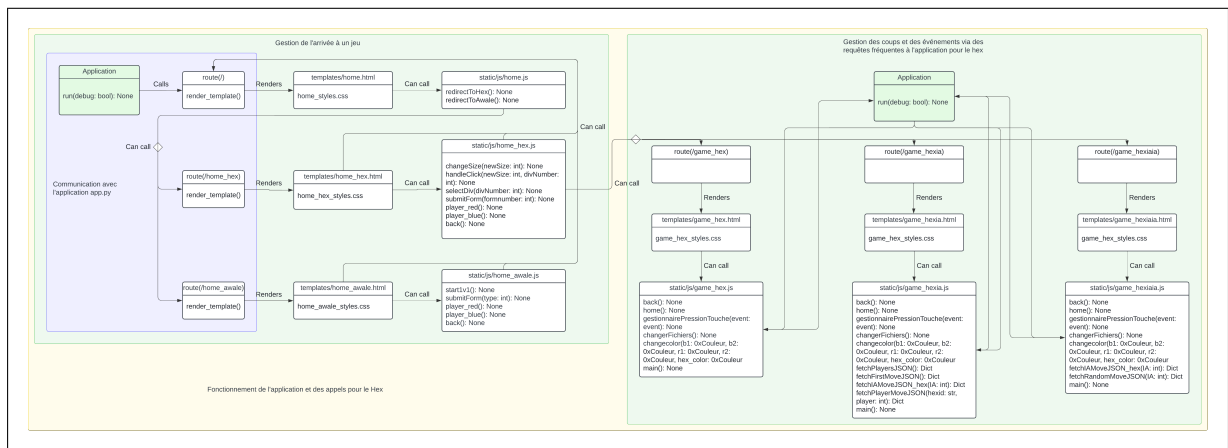 Gestion de l'arrivée à un jeu
Application
run(debug: bool): None
Calls
route(/)
render_template()
Renders
templates/home.html
home_styles.css
Can call
static/js/home.js
redirectToHex(): None
redirectToAwale(): None
Can call
Communication avec
l'application app.py
route(/home_hex)
render_template()
Renders
templates/home_hex.html
home_hex_styles.css
Can call
static/js/home_hex.js
changeSize(newSize: int): None
handleClick(newSize: int, divNumber:
int): None
selectDiv(divNumber: int): None
submitForm(formnumber: int): None
player_red(): None
player_blue(): None
back(): None
Can call
Can call
route(/home_awale)
render_template()
Renders
templates/home_awale.html
home_awale_styles.css
Can call
static/js/home_awale.js
start1v1(): None
submitForm(type: int): None
player_red(): None
player_blue(): None
back(): None
Fonctionnement de l'application et des appels pour le Hex
Gestion des coups et des événements via des
requêtes fréquentes à l'application pour le hex
Application
run(debug: bool): None
route(/game_hex)
Renders
templates/game_hex.html
game_hex_styles.css
Can call
static/js/game_hex.js
back(): None
home(): None
gestionnairePressionTouche(event:
event): None
changerFichiers(): None
changecolor(b1: 0xCouleur, b2:
0xCouleur, r1: 0xCouleur, r2:
0xCouleur, hex_color: 0xCouleur
main(): None
route(/game_hexia)
Renders
templates/game_hexia.html
game_hex_styles.css
Can call
static/js/game_hexia.js
back(): None
home(): None
gestionnairePressionTouche(event:
event): None
changerFichiers(): None
changecolor(b1: 0xCouleur, b2:
0xCouleur, r1: 0xCouleur, r2:
0xCouleur, hex_color: 0xCouleur
fetchPlayersJSON(): Dict
fetchFirstMoveJSON(): Dict
fetchIAMoveJSON_hex(IA: int): Dict
fetchPlayerMoveJSON(hexid: str,
player: int): Dict
main(): None
route(/game_hexiaia)
Renders
templates/game_hexiaia.html
game_hex_styles.css
Can call
static/js/game_hexiaia.js
back(): None
home(): None
gestionnairePressionTouche(event:
event): None
changerFichiers(): None
changecolor(b1: 0xCouleur, b2:
0xCouleur, r1: 0xCouleur, r2:
0xCouleur, hex_color: 0xCouleur
fetchIAMoveJSON_hex(IA: int): Dict
fetchRandomMoveJSON(IA: int): Dict
main(): None